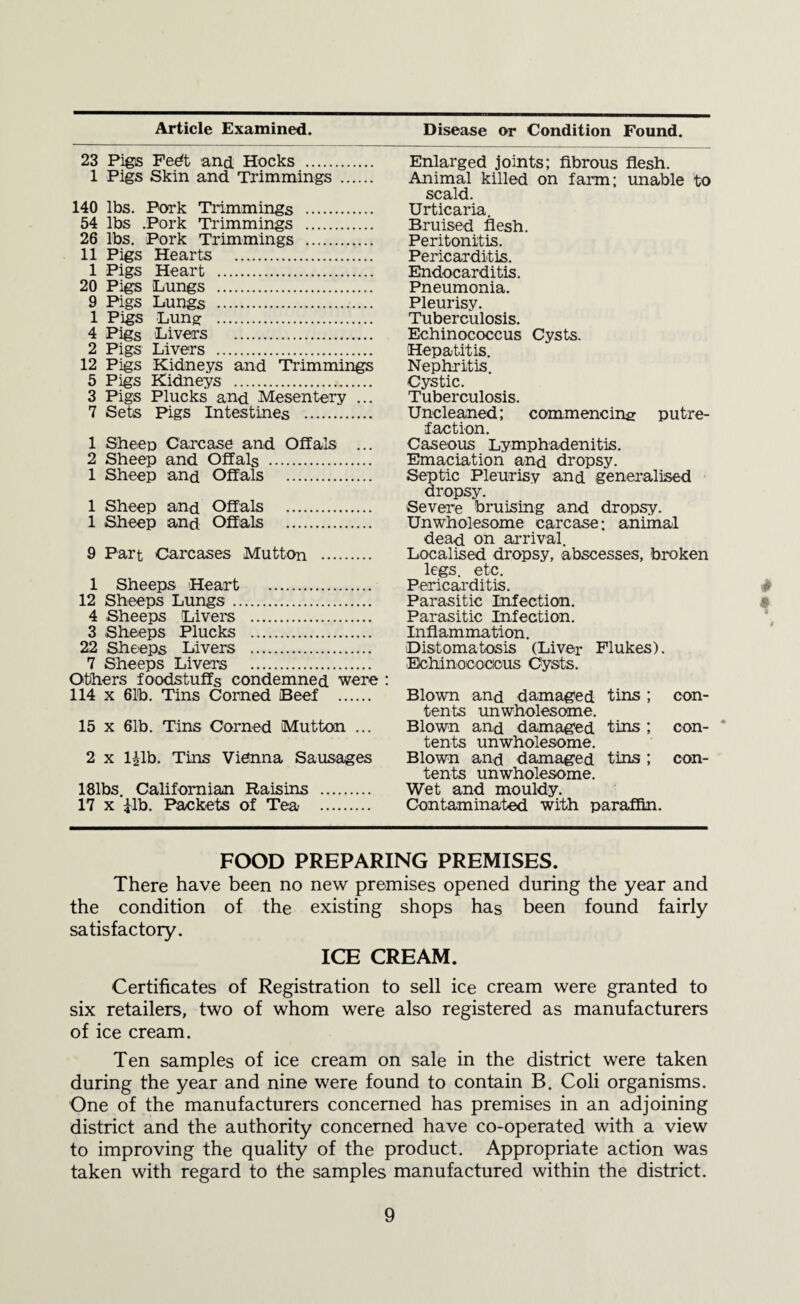 Article Examined. Disease or Condition Found.
23 Pigs Feet and Hocks ............ Enlarged joints; fibrous flesh.
1 Pigs Skin and Trimmings ...... Animal killed on farm; unable to
scald.
140 lbs. Pork Trimmings ............ Urticaria.
54 lbs .Pork Trimmings ............ Bruised flesh.
26 lbs. Pork Trimmings ............ Peritonitis.
11 Pigs Hearts ........................ Pericarditis.
1 Pigs Heart ........................... Endocarditis.
20 Pigs Lungs ........................... Pneumonia.
9 Pigs Lungs ........................... Pleurisy.
1 Pigs Lung ........................... Tuberculosis.
4 Pigs Livers ........................ Echinococcus Cysts.
2 Pigs Livers ........................... Hepatitis.
12 Pigs Kidneys and Trimmings Nephritis.
5 Pigs Kidneys ........................ Cystic.
3 Pigs Plucks and Mesentery ... Tuberculosis.
7 Sets Pigs Intestines ............ Uncleaned; commencing putre-
faction.
1 Sheep Carcase and Offals ... Caseous Lymphadenitis.
2 Sheep and Offals .................. Emaciation and dropsy.
1 Sheep and Offals ............... Septic Pleurisy and generalised
dropsy.
1 Sheep and Offals ............... Severe bruising and dropsy.
1 Sheep and Offals ............... Unwholesome carcase; animal
dead on arrival.
9 Part Carcases Mutton ......... Localised dropsy, abscesses, broken
legs. etc.
1 Sheeps Heart .................. Pericarditis.
12 Sheeps Lungs ........................ Parasitic Infection.
4 Sheeps Livers ..................... Parasitic Infection.
3 Sheeps Plucks ..................... Inflammation.
22 Sheeps Livers ..................... Distomatosis (Liver Flukes).
7 Sheeps Livers ..................... Echinococcus Cysts.
Others foodstuffs condemned were :
114 x 6lb. Tins Corned Beef ...... Blown and damaged tins ; con-
tents unwholesome.
15 x 6lb. Tins Corned Mutton ... Blown and damaged tins ; con-
tents unwholesome.
2 x 1½lb. Tins Vienna Sausages Blown and damaged tins ; con-
tents unwholesome.
181bs. Californian Raisins ......... Wet and mouldy.
17 x ¼lb. Packets of Tea ......... Contaminated with paraffin.
FOOD PREPARING PREMISES.
There have been no new premises opened during the year and
the condition of the existing shops has been found fairly
satisfactory.
ICE CREAM.
Certificates of Registration to sell ice cream were granted to
six retailers, two of whom were also registered as manufacturers
of ice cream.
Ten samples of ice cream on sale in the district were taken
during the year and nine were found to contain B. Coli organisms.
One of the manufacturers concerned has premises in an adjoining
district and the authority concerned have co-operated with a view
to improving the quality of the product. Appropriate action was
taken with regard to the samples manufactured within the district.
9